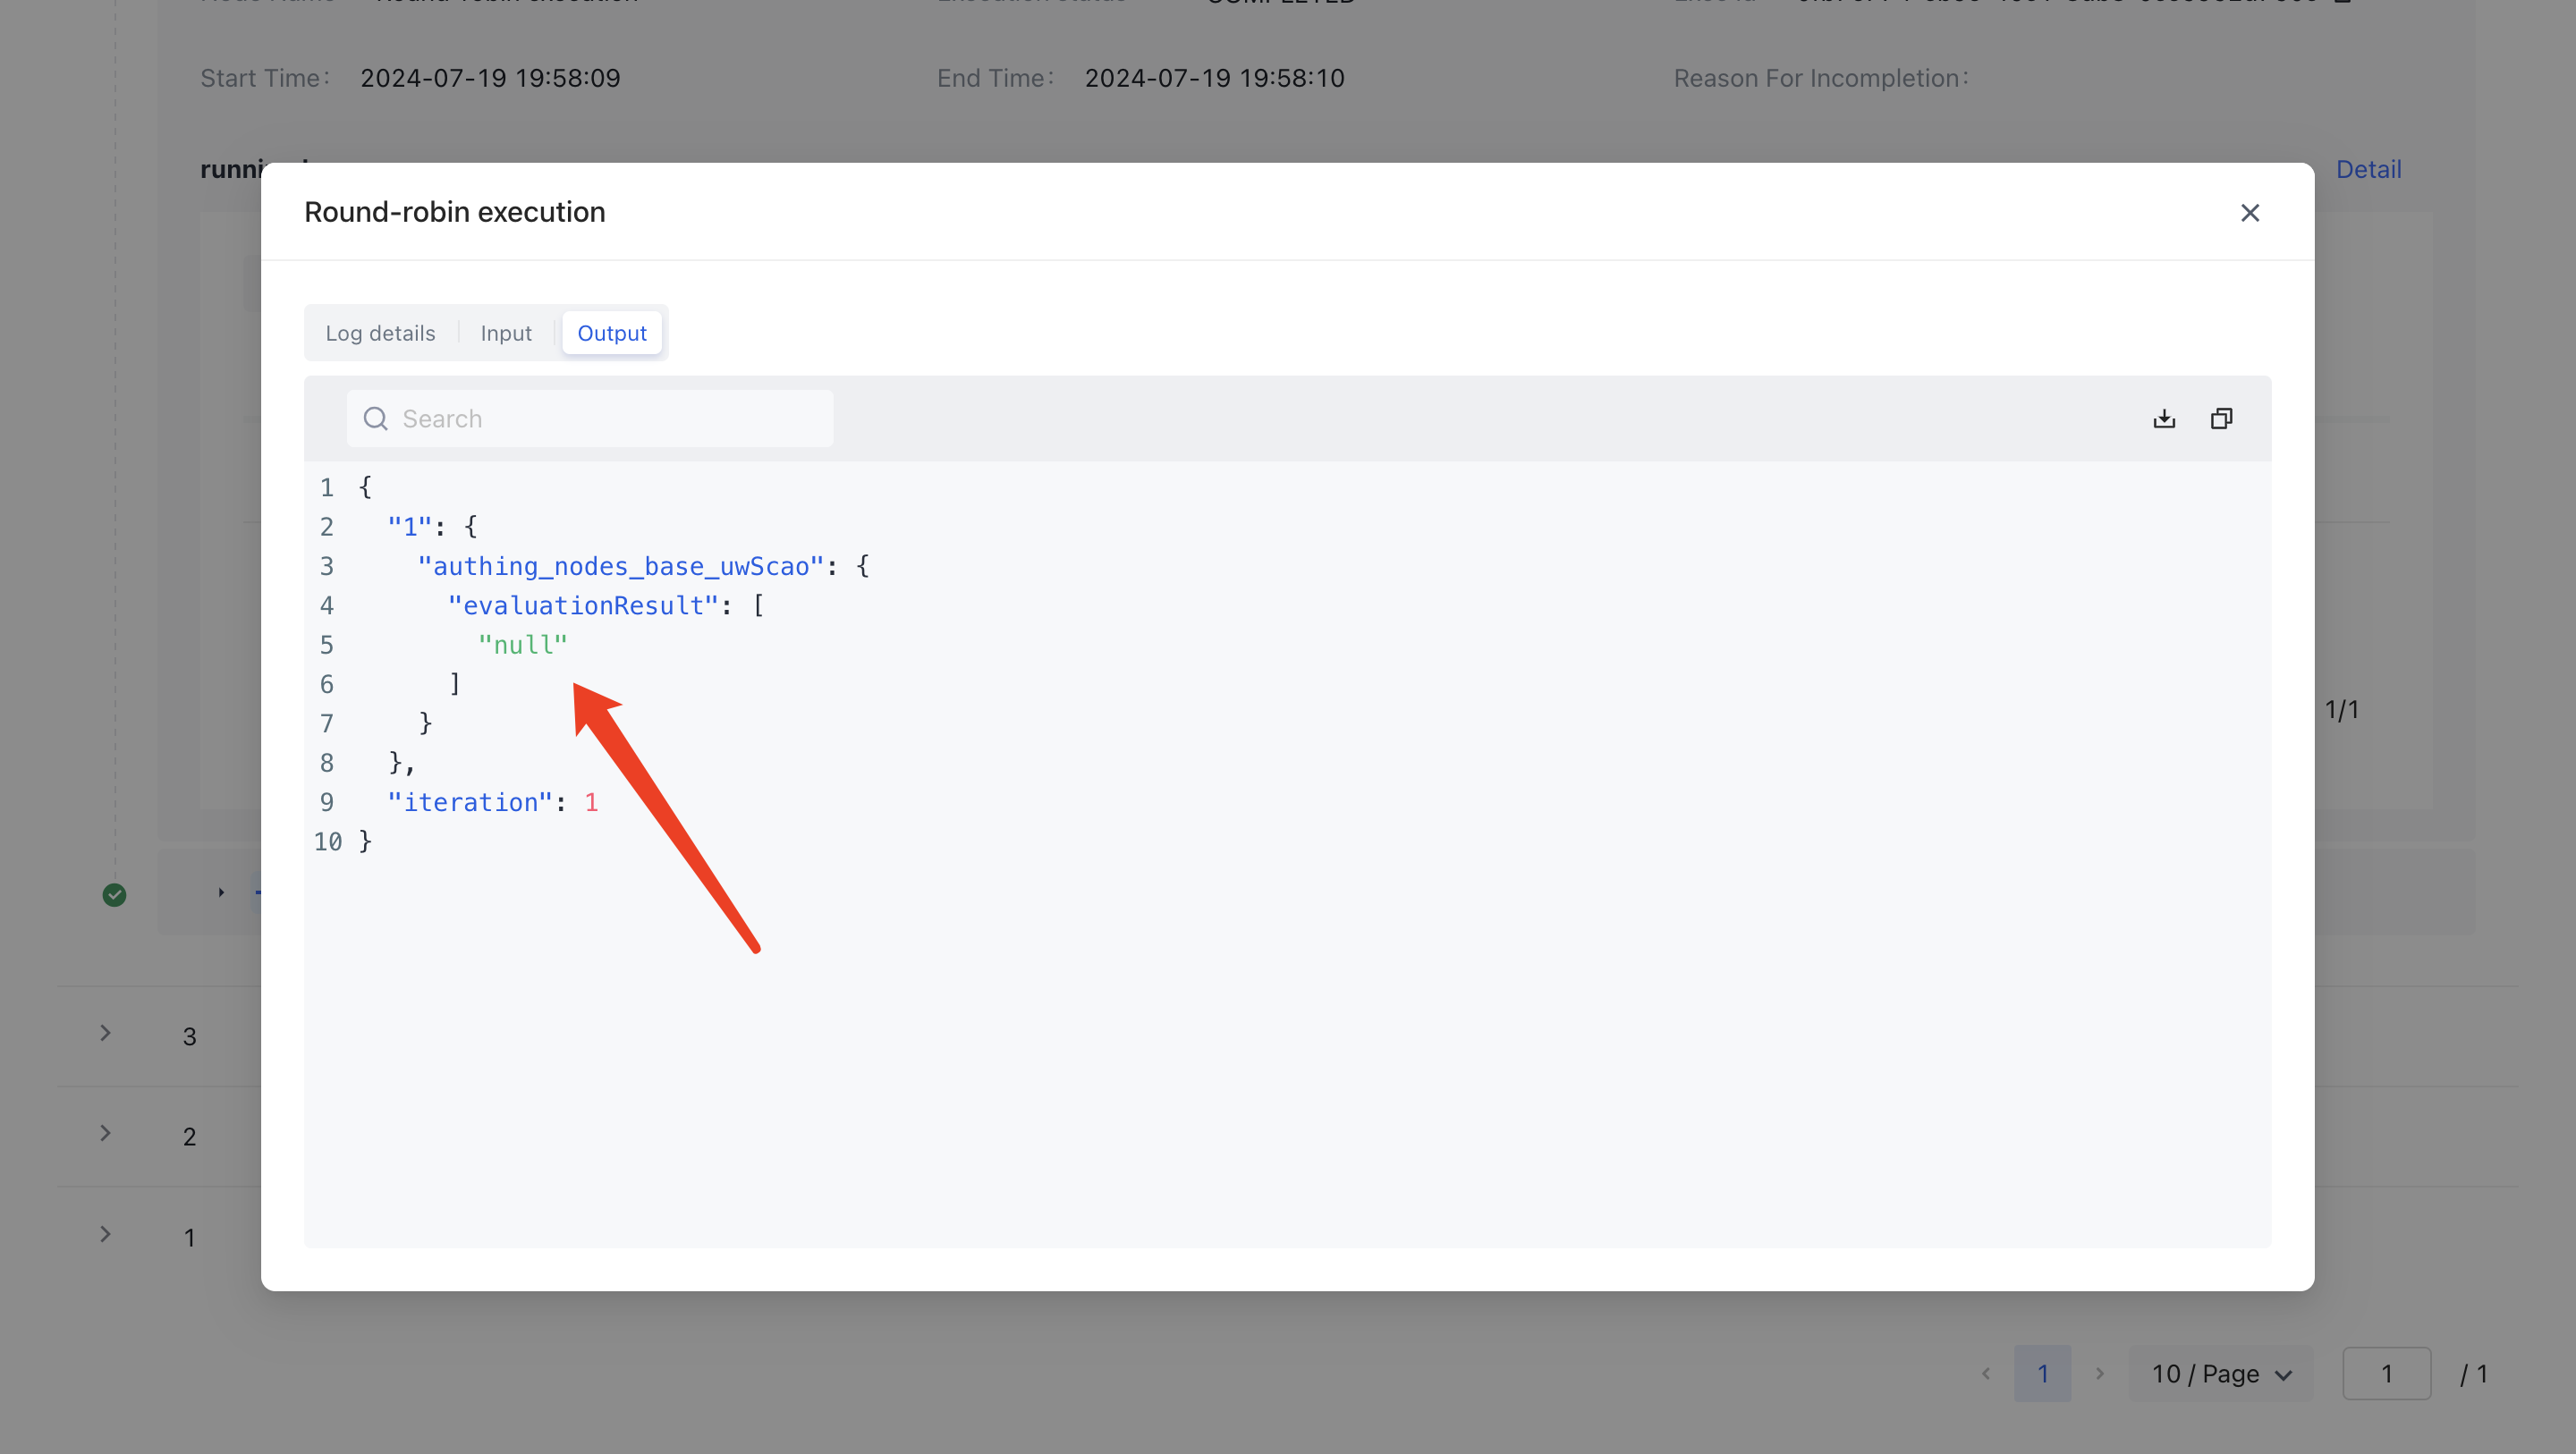 Start Time: 2024-07-19 19:58:09 End Time: 2024-07-19 19:58:10 Reason For Incompletion:
Detail
Round-robin execution
Log details Input Output
Search
1 {
2 "1": {
3 "authing_nodes_base_uwScao": {
4 "evaluationResult": [
5 "null"
6 ]
7 }
8 },
9 "iteration": 1
10 }
1/1
3
2
1
1 10 / Page 1 / 1